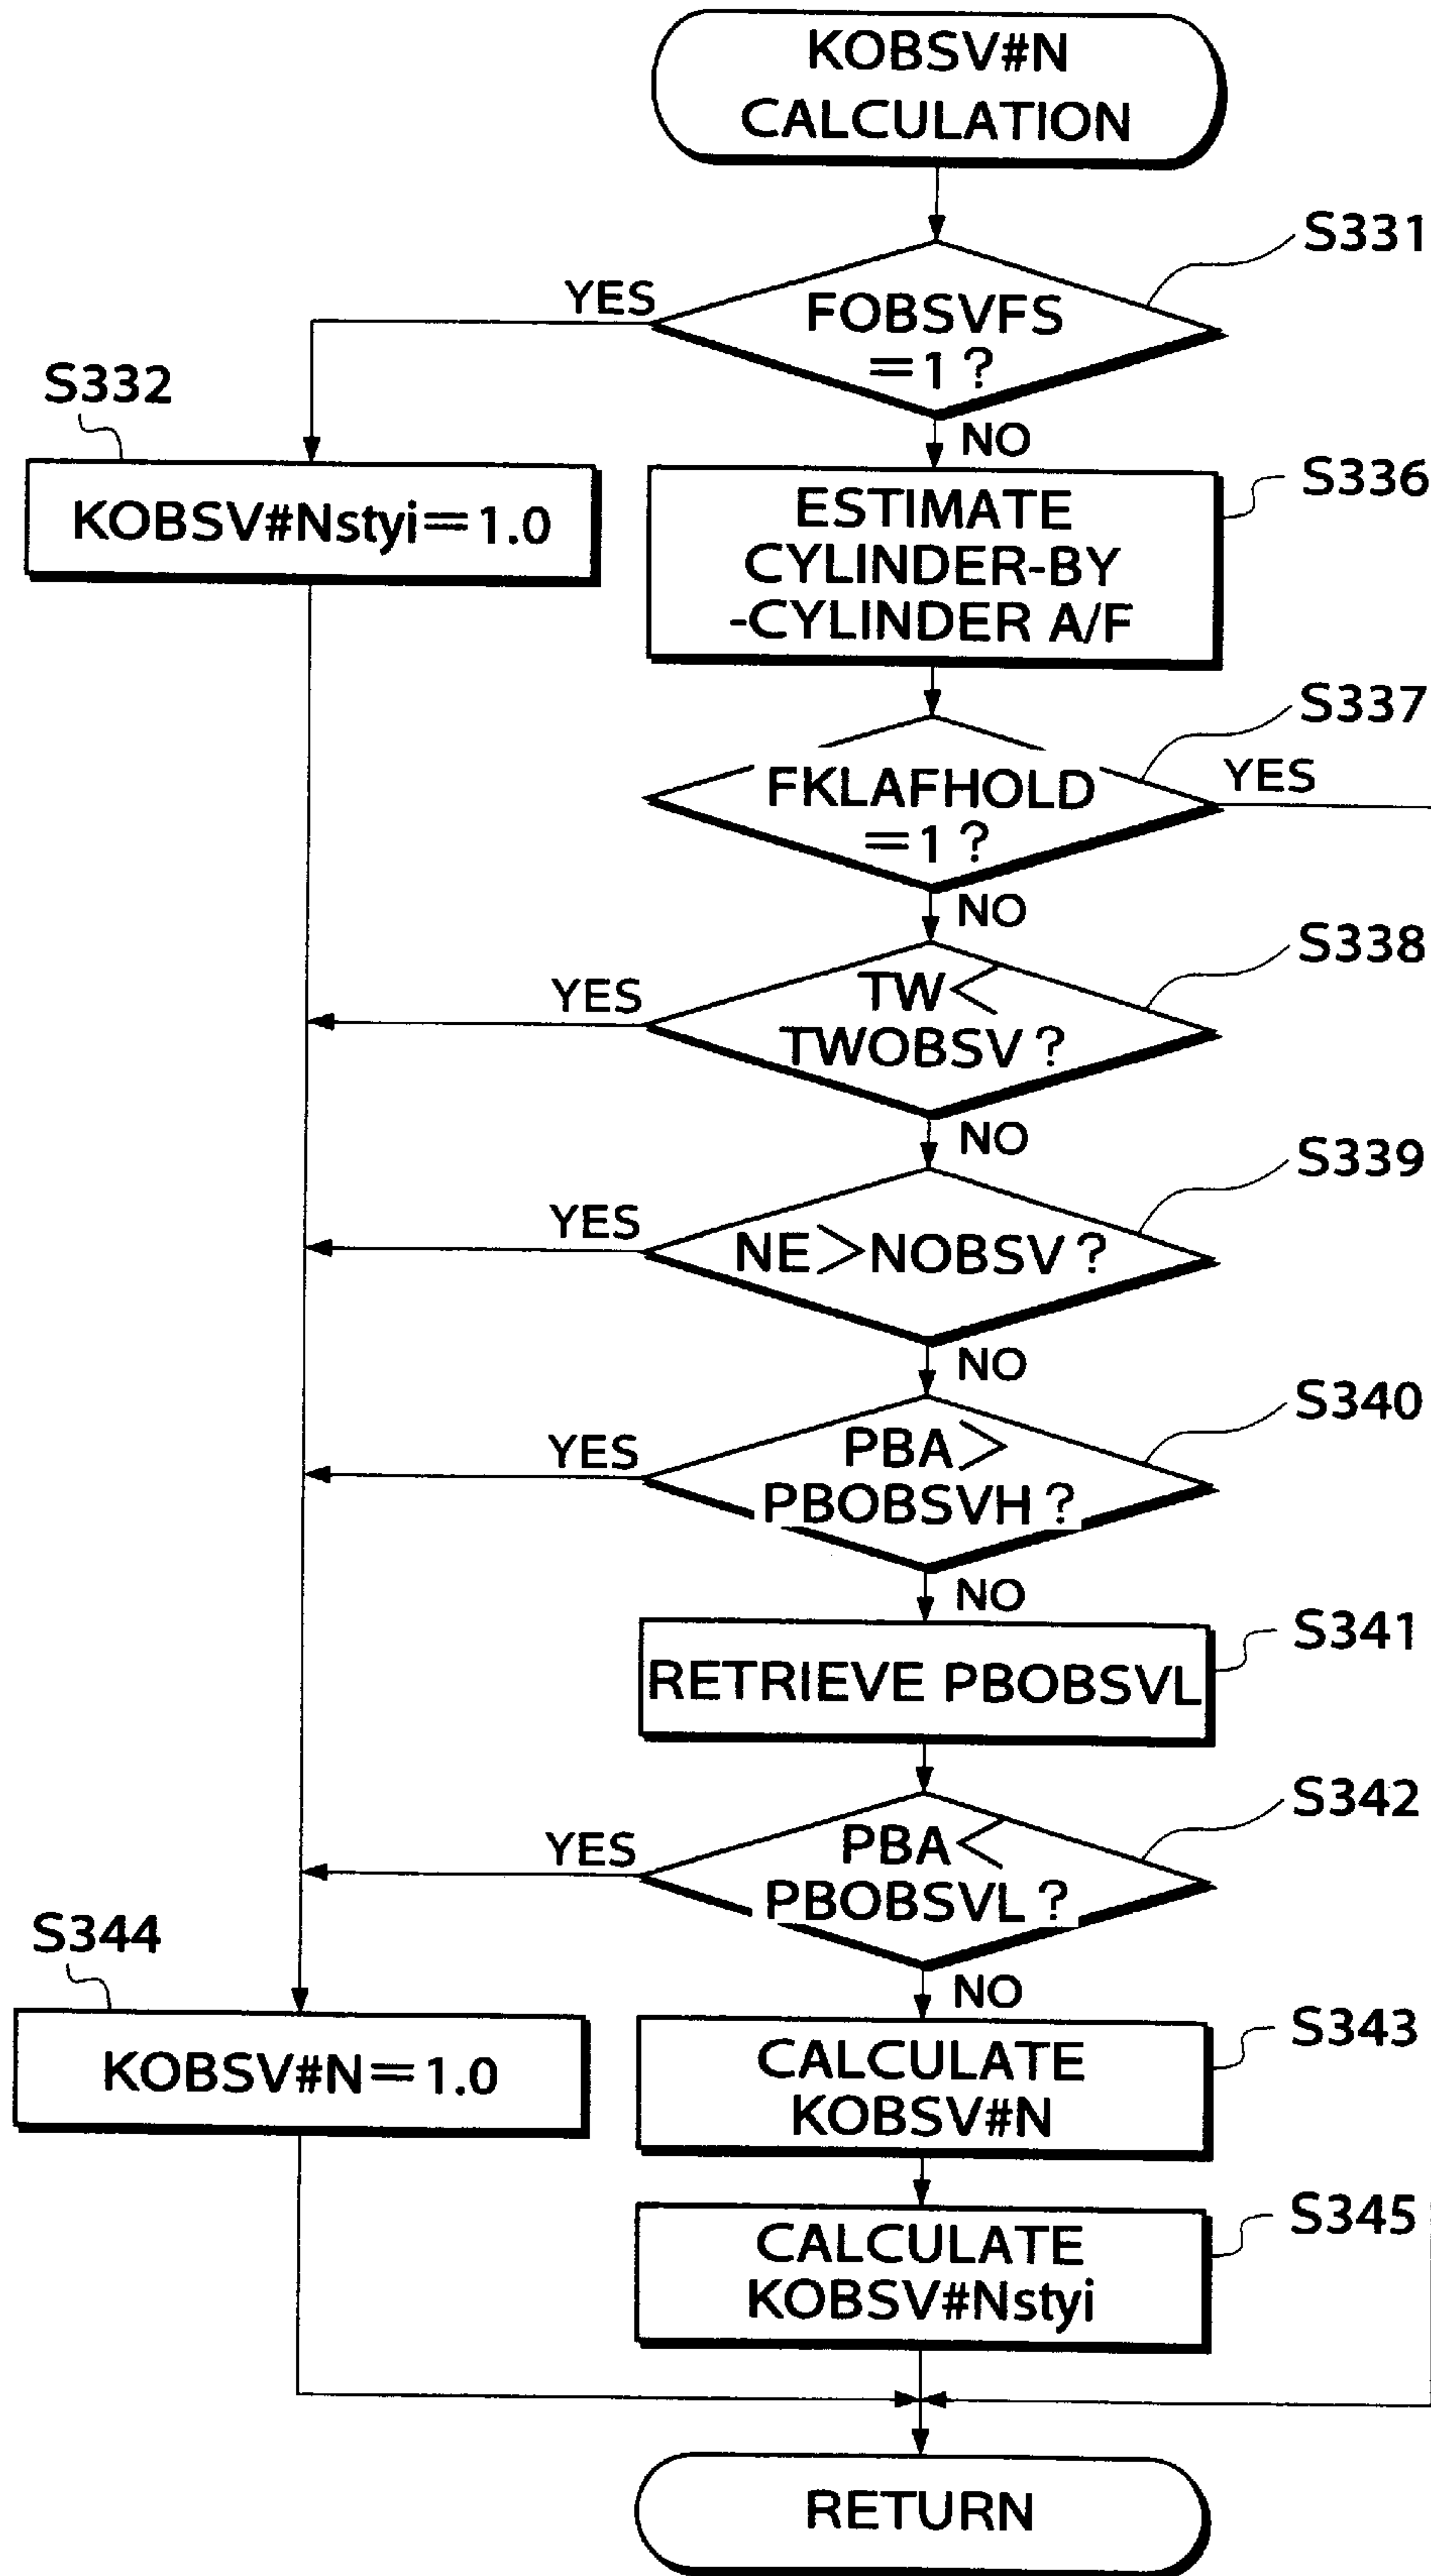 KOBSV#N
CALCULATION
S331
YES
FOBSVFS
=1?
S332
NO
KOBSV#Nstyi=1.0
S336
ESTIMATE
CYLINDER-BY
-CYLINDER A/F
S337
FKLAFHOLD
=1?
YES
NO
S338
YES
TW<
TWOBSV?
NO
S339
YES
NE>NOBSV?
NO
S340
YES
PBA>
PBOBSVH?
NO
S341
RETRIEVE PBOBSVL
S342
YES
PBA<
PBOBSVL?
S344
NO
KOBSV#N=1.0
S343
CALCULATE
KOBSV#N
S345
CALCULATE
KOBSV#Nstyi
RETURN